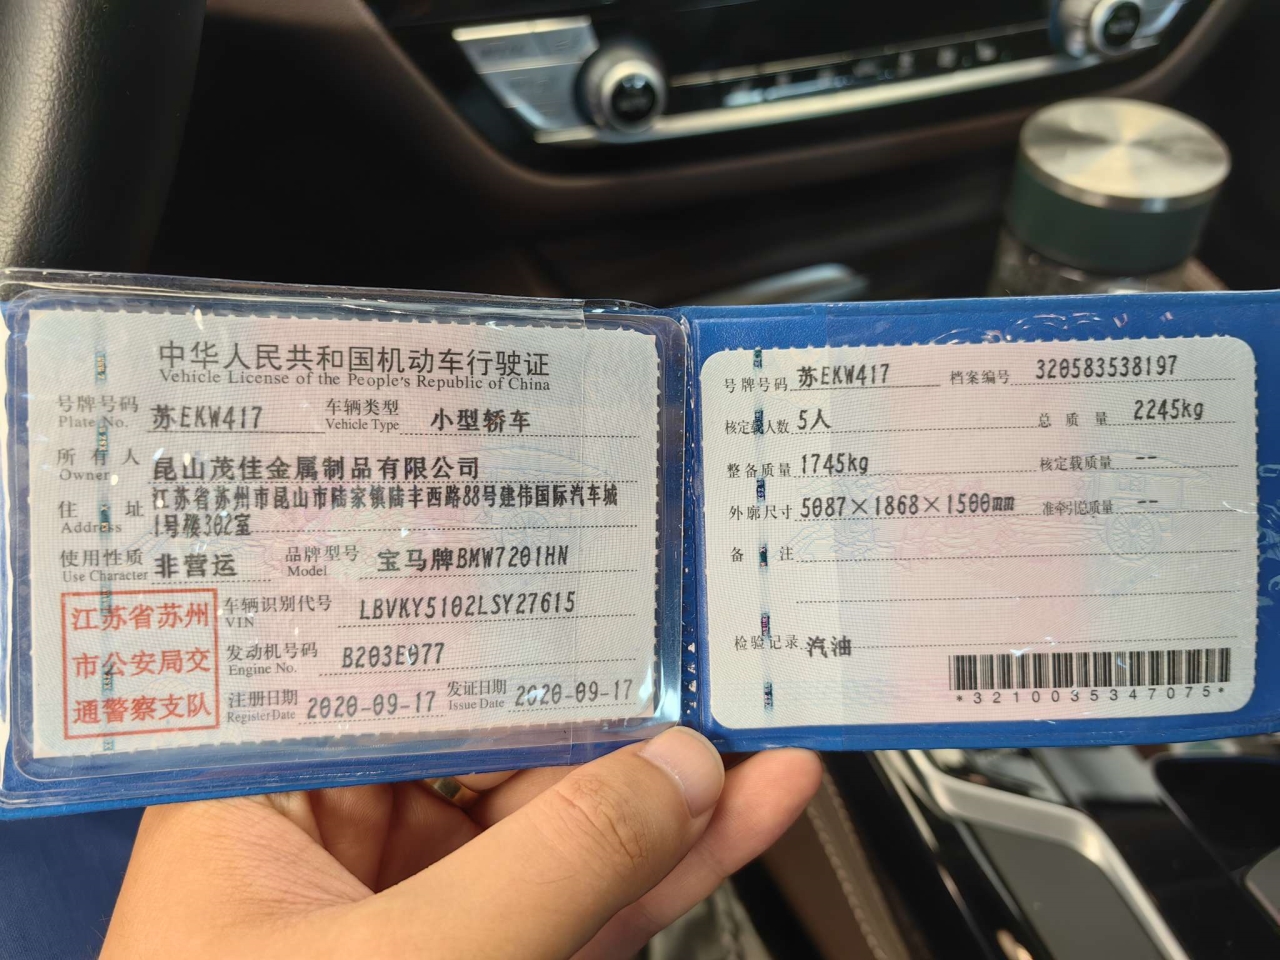 中华人民共和国机动车行驶证
Vehicle License of the People's Republic of China
号牌号码 苏EKW417 车辆类型 小型轿车
Plate No. Vehicle Type
所有人 昆山茂佳金属制品有限公司
Owner
住址 江苏省苏州市昆山市陆家镇陆丰西路88号建伟国际汽车城
Address 1号楼302室
使用性质 非营运 品牌型号 宝马牌BMW7201HN
Use Character Model
江苏省苏州
市公安局交
通警察支队
车辆识别代号 LBVKY5102LSY27615
VIN
发动机号码 B203E077
Engine No.
注册日期 2020-09-17 发证日期 2020-09-17
Register Date Issue Date
号牌号码 苏EKW417 档案编号 320583538197
核定载人数 5人 总质量 2245kg
整备质量 1745kg 核定载质量 --
外廓尺寸 5087×1868×1500mm 准牵引总质量 --
备注
检验记录 汽油
*3210035347075*